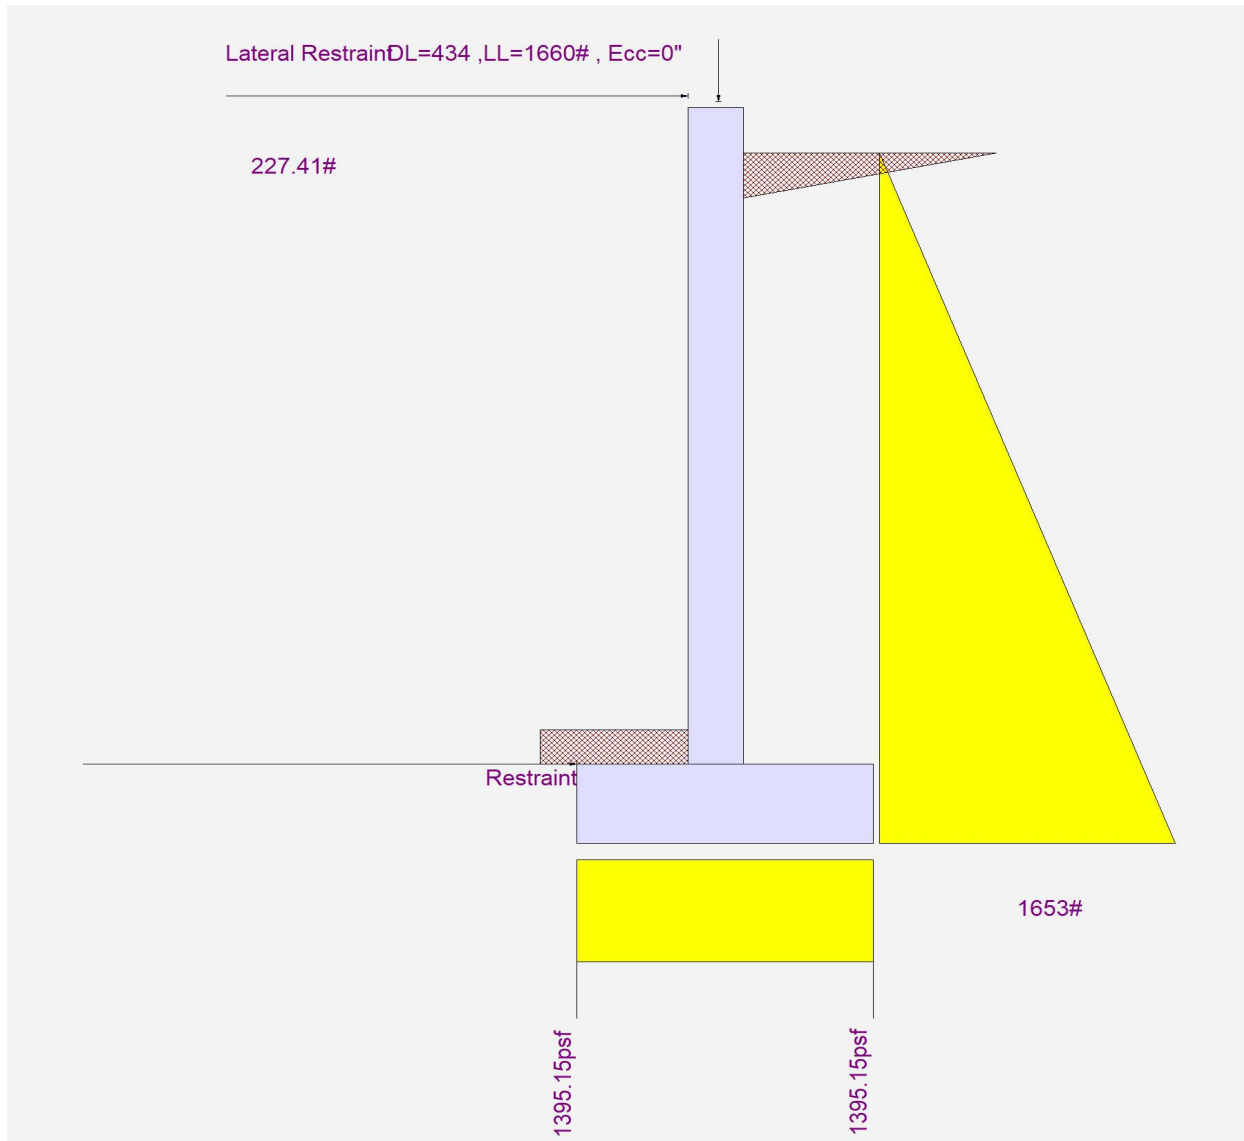 Lateral RestraintDL=434 ,LL=1660# , Ecc=0"
227.41#
Restraint
1653#
1395.15psf
1395.15psf